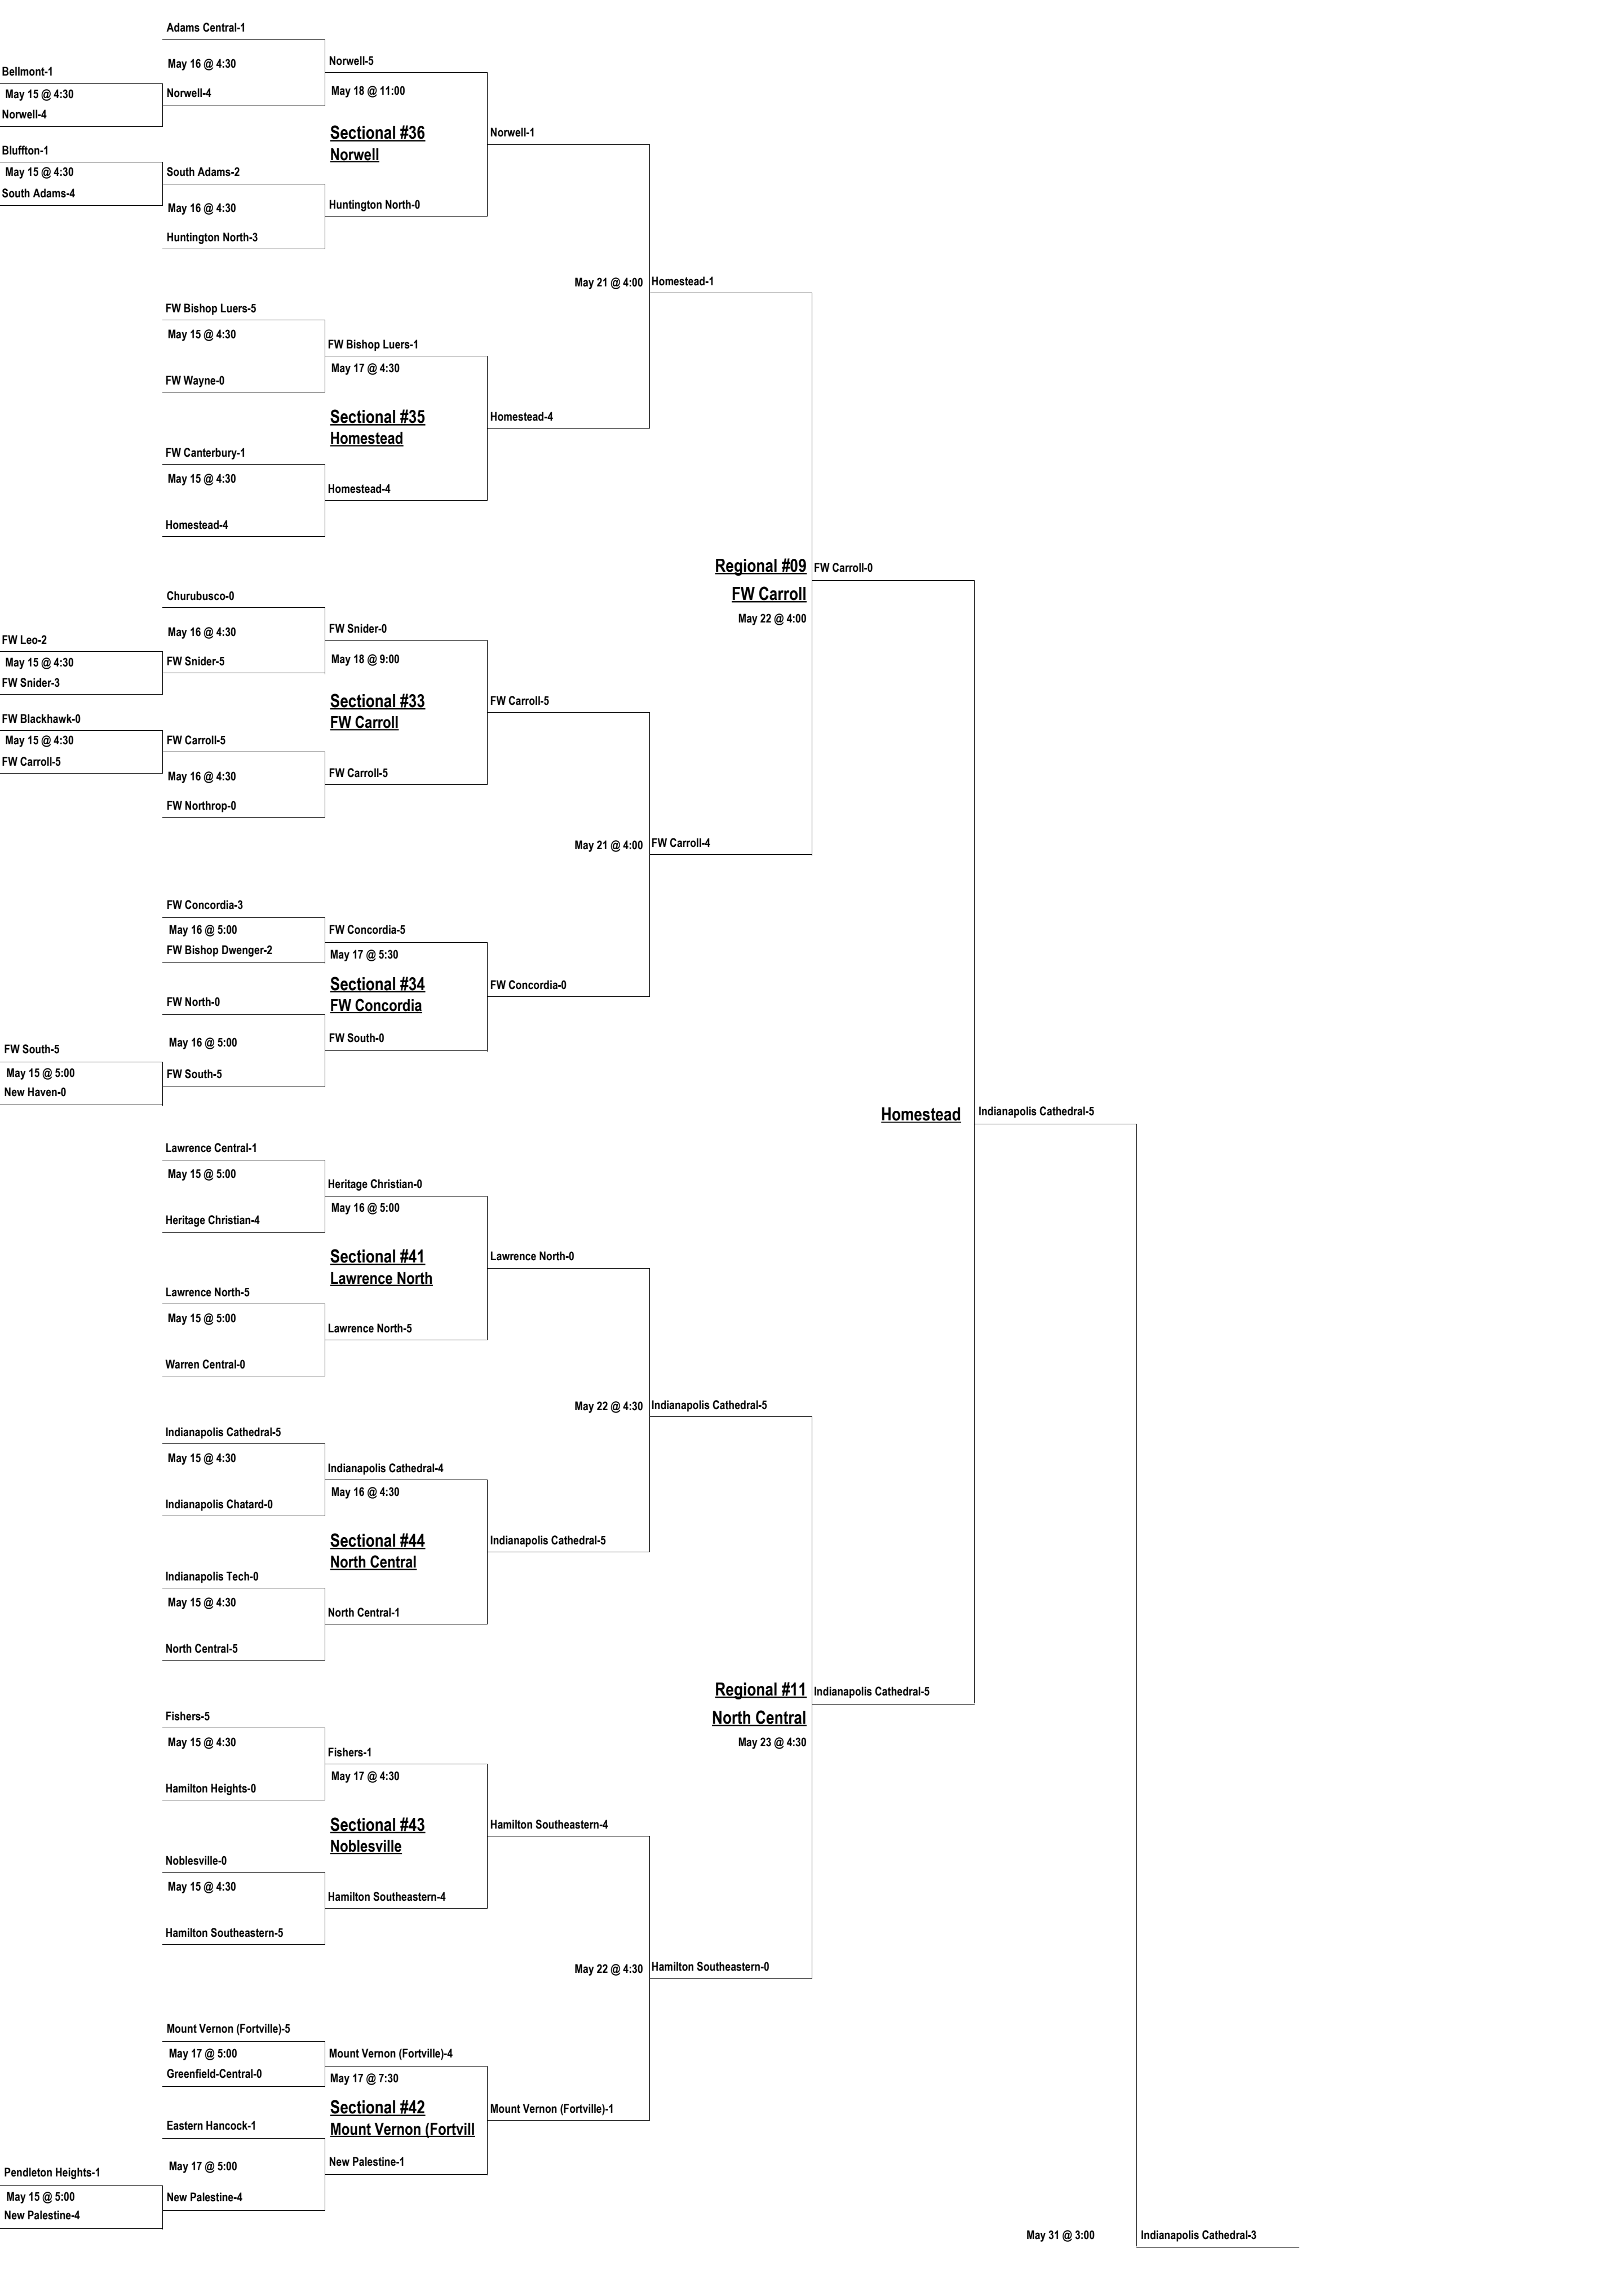 Adams Central-1
May 16 @ 4:30
Norwell-5
Bellmont-1
May 15 @ 4:30
Norwell-4
May 18 @ 11:00
Norwell-4
Sectional #36
Norwell
Norwell-1
Bluffton-1
May 15 @ 4:30
South Adams-2
South Adams-4
May 16 @ 4:30
Huntington North-0
Huntington North-3
May 21 @ 4:00
Homestead-1
FW Bishop Luers-5
May 15 @ 4:30
FW Bishop Luers-1
May 17 @ 4:30
FW Wayne-0
Sectional #35
Homestead
Homestead-4
FW Canterbury-1
May 15 @ 4:30
Homestead-4
Homestead-4
Regional #09
FW Carroll
May 22 @ 4:00
FW Carroll-0
Churubusco-0
May 16 @ 4:30
FW Snider-0
FW Leo-2
May 15 @ 4:30
FW Snider-5
May 18 @ 9:00
FW Snider-3
Sectional #33
FW Carroll
FW Carroll-5
FW Blackhawk-0
May 15 @ 4:30
FW Carroll-5
FW Carroll-5
May 16 @ 4:30
FW Carroll-5
FW Northrop-0
May 21 @ 4:00
FW Carroll-4
FW Concordia-3
May 16 @ 5:00
FW Concordia-5
FW Bishop Dwenger-2
May 17 @ 5:30
Sectional #34
FW Concordia
FW Concordia-0
FW North-0
May 16 @ 5:00
FW South-0
FW South-5
May 15 @ 5:00
FW South-5
New Haven-0
Homestead
Indianapolis Cathedral-5
Lawrence Central-1
May 15 @ 5:00
Heritage Christian-0
May 16 @ 5:00
Heritage Christian-4
Sectional #41
Lawrence North
Lawrence North-0
Lawrence North-5
May 15 @ 5:00
Lawrence North-5
Warren Central-0
May 22 @ 4:30
Indianapolis Cathedral-5
Indianapolis Cathedral-5
May 15 @ 4:30
Indianapolis Cathedral-4
May 16 @ 4:30
Indianapolis Chatard-0
Sectional #44
North Central
Indianapolis Cathedral-5
Indianapolis Tech-0
May 15 @ 4:30
North Central-1
North Central-5
Regional #11
North Central
May 23 @ 4:30
Indianapolis Cathedral-5
Fishers-5
May 15 @ 4:30
Fishers-1
May 17 @ 4:30
Hamilton Heights-0
Sectional #43
Noblesville
Hamilton Southeastern-4
Noblesville-0
May 15 @ 4:30
Hamilton Southeastern-4
Hamilton Southeastern-5
May 22 @ 4:30
Hamilton Southeastern-0
Mount Vernon (Fortville)-5
May 17 @ 5:00
Mount Vernon (Fortville)-4
Greenfield-Central-0
May 17 @ 7:30
Sectional #42
Mount Vernon (Fortvill
Mount Vernon (Fortville)-1
Eastern Hancock-1
May 17 @ 5:00
New Palestine-1
Pendleton Heights-1
May 15 @ 5:00
New Palestine-4
New Palestine-4
May 31 @ 3:00
Indianapolis Cathedral-3